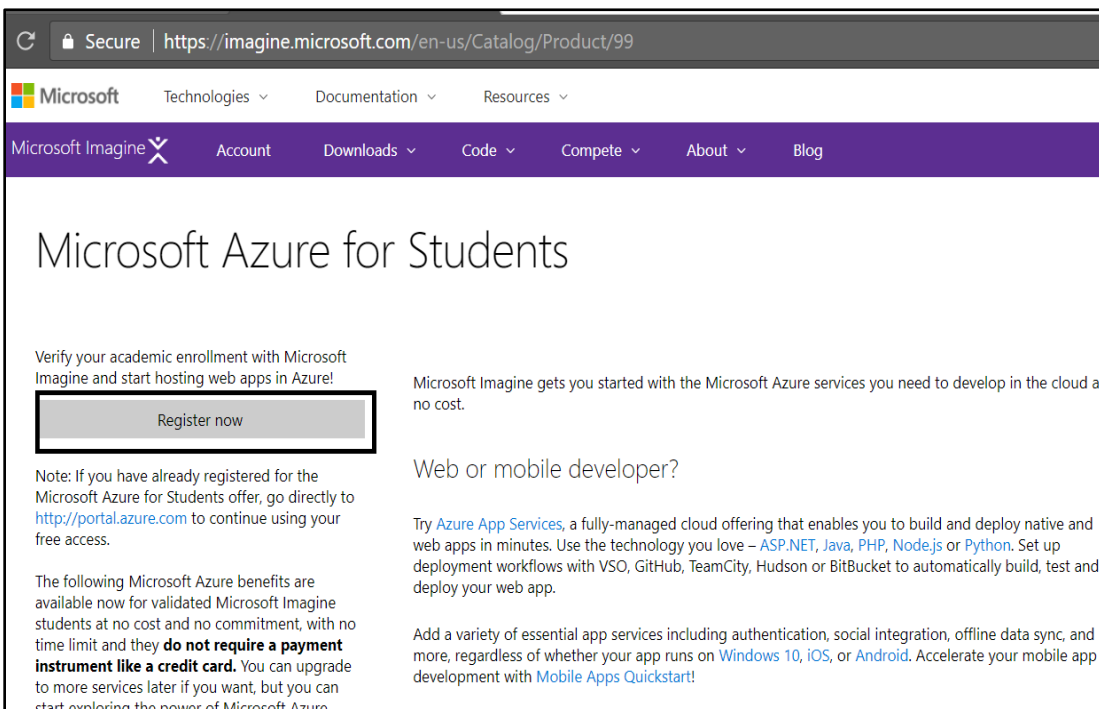 Secure | https://imagine.microsoft.com/en-us/Catalog/Product/99
Microsoft Technologies Documentation Resources
Microsoft Imagine Account Downloads Code Compete About Blog
Microsoft Azure for Students
Verify your academic enrollment with Microsoft
Imagine and start hosting web apps in Azure!
Register now
Note: If you have already registered for the
Microsoft Azure for Students offer, go directly to
http://portal.azure.com to continue using your
free access.
The following Microsoft Azure benefits are
available now for validated Microsoft Imagine
students at no cost and no commitment, with no
time limit and they do not require a payment
instrument like a credit card. You can upgrade
to more services later if you want, but you can
start exploring the power of Microsoft Azure
Microsoft Imagine gets you started with the Microsoft Azure services you need to develop in the cloud a
no cost.
Web or mobile developer?
Try Azure App Services, a fully-managed cloud offering that enables you to build and deploy native and
web apps in minutes. Use the technology you love – ASP.NET, Java, PHP, Node.js or Python. Set up
deployment workflows with VSO, GitHub, TeamCity, Hudson or BitBucket to automatically build, test and
deploy your web app.
Add a variety of essential app services including authentication, social integration, offline data sync, and
more, regardless of whether your app runs on Windows 10, iOS, or Android. Accelerate your mobile app
development with Mobile Apps Quickstart!